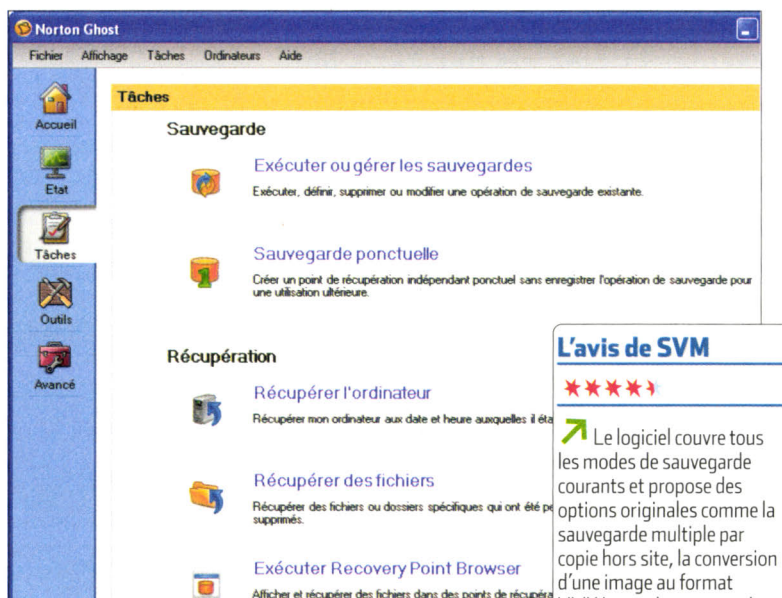 Norton Ghost
Fichier Affichage Tâches Ordinateurs Aide
Accueil
Etat
Tâches
Outils
Avancé
Tâches
Sauvegarde
Exécuter ou gérer les sauvegardes
Exécuter, définir, supprimer ou modifier une opération de sauvegarde existante.
Sauvegarde ponctuelle
Créer un point de récupération indépendant ponctuel sans enregistrer l'opération de sauvegarde pour
une utilisation ultérieure.
Récupération
Récupérer l'ordinateur
Récupérer mon ordinateur aux date et heure auxquelles il
Récupérer des fichiers
Récupérer des fichiers ou dossiers spécifiques qui ont été
supprimés.
Exécuter Recovery Point Browser
Afficher et récupérer des fichiers dans des points de
L'avis de SVM
Le logiciel couvre tous
les modes de sauvegarde
courants et propose des
options originales comme la
sauvegarde multiple par
copie hors site, la conversion
d'une image au format